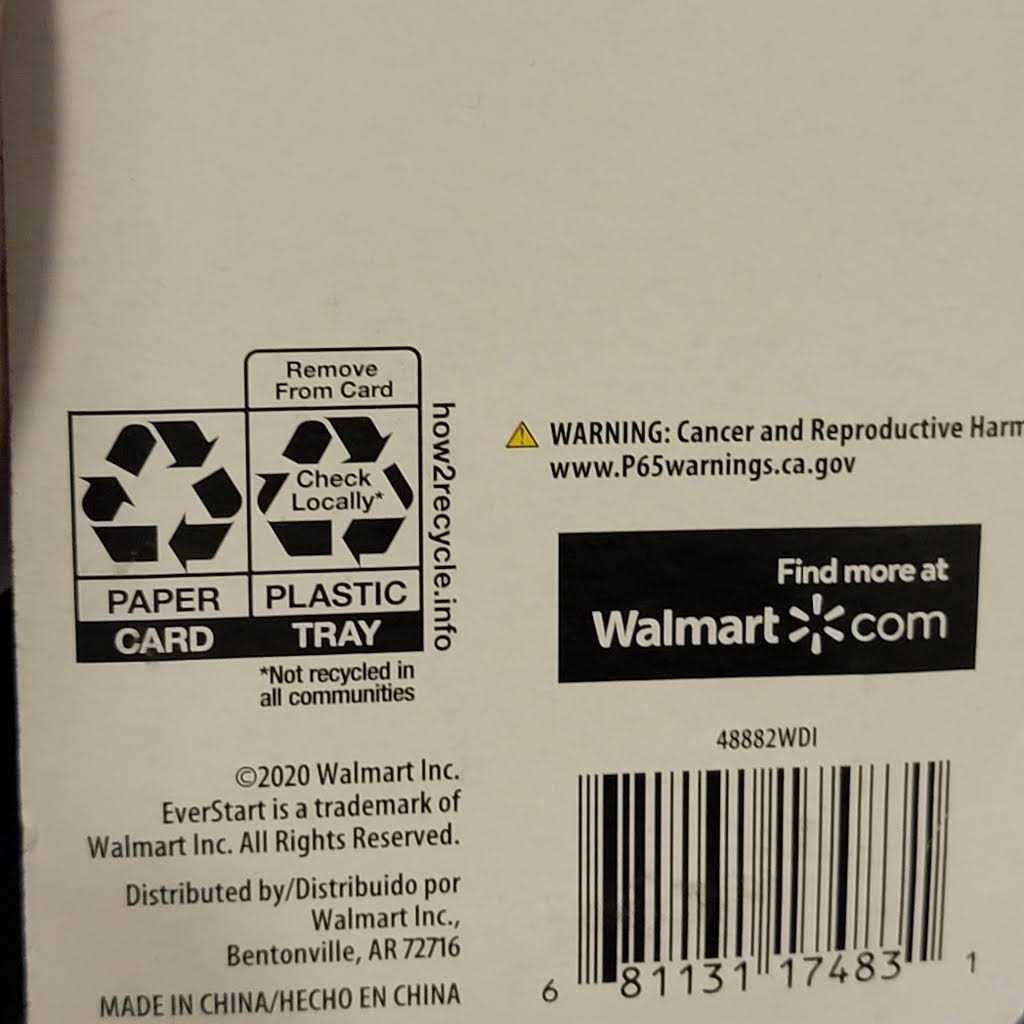 Remove
From Card
Check
Locally*
PAPER
PLASTIC
CARD
TRAY
how2recycle.info
*Not recycled in
all communities
WARNING: Cancer and Reproductive Harm
www.P65warnings.ca.gov
Find more at
Walmart com
48882WDI
©2020 Walmart Inc.
EverStart is a trademark of
Walmart Inc. All Rights Reserved.
Distributed by/Distribuido por
Walmart Inc.,
Bentonville, AR 72716
MADE IN CHINA/HECHO EN CHINA
6 81131 17483 1